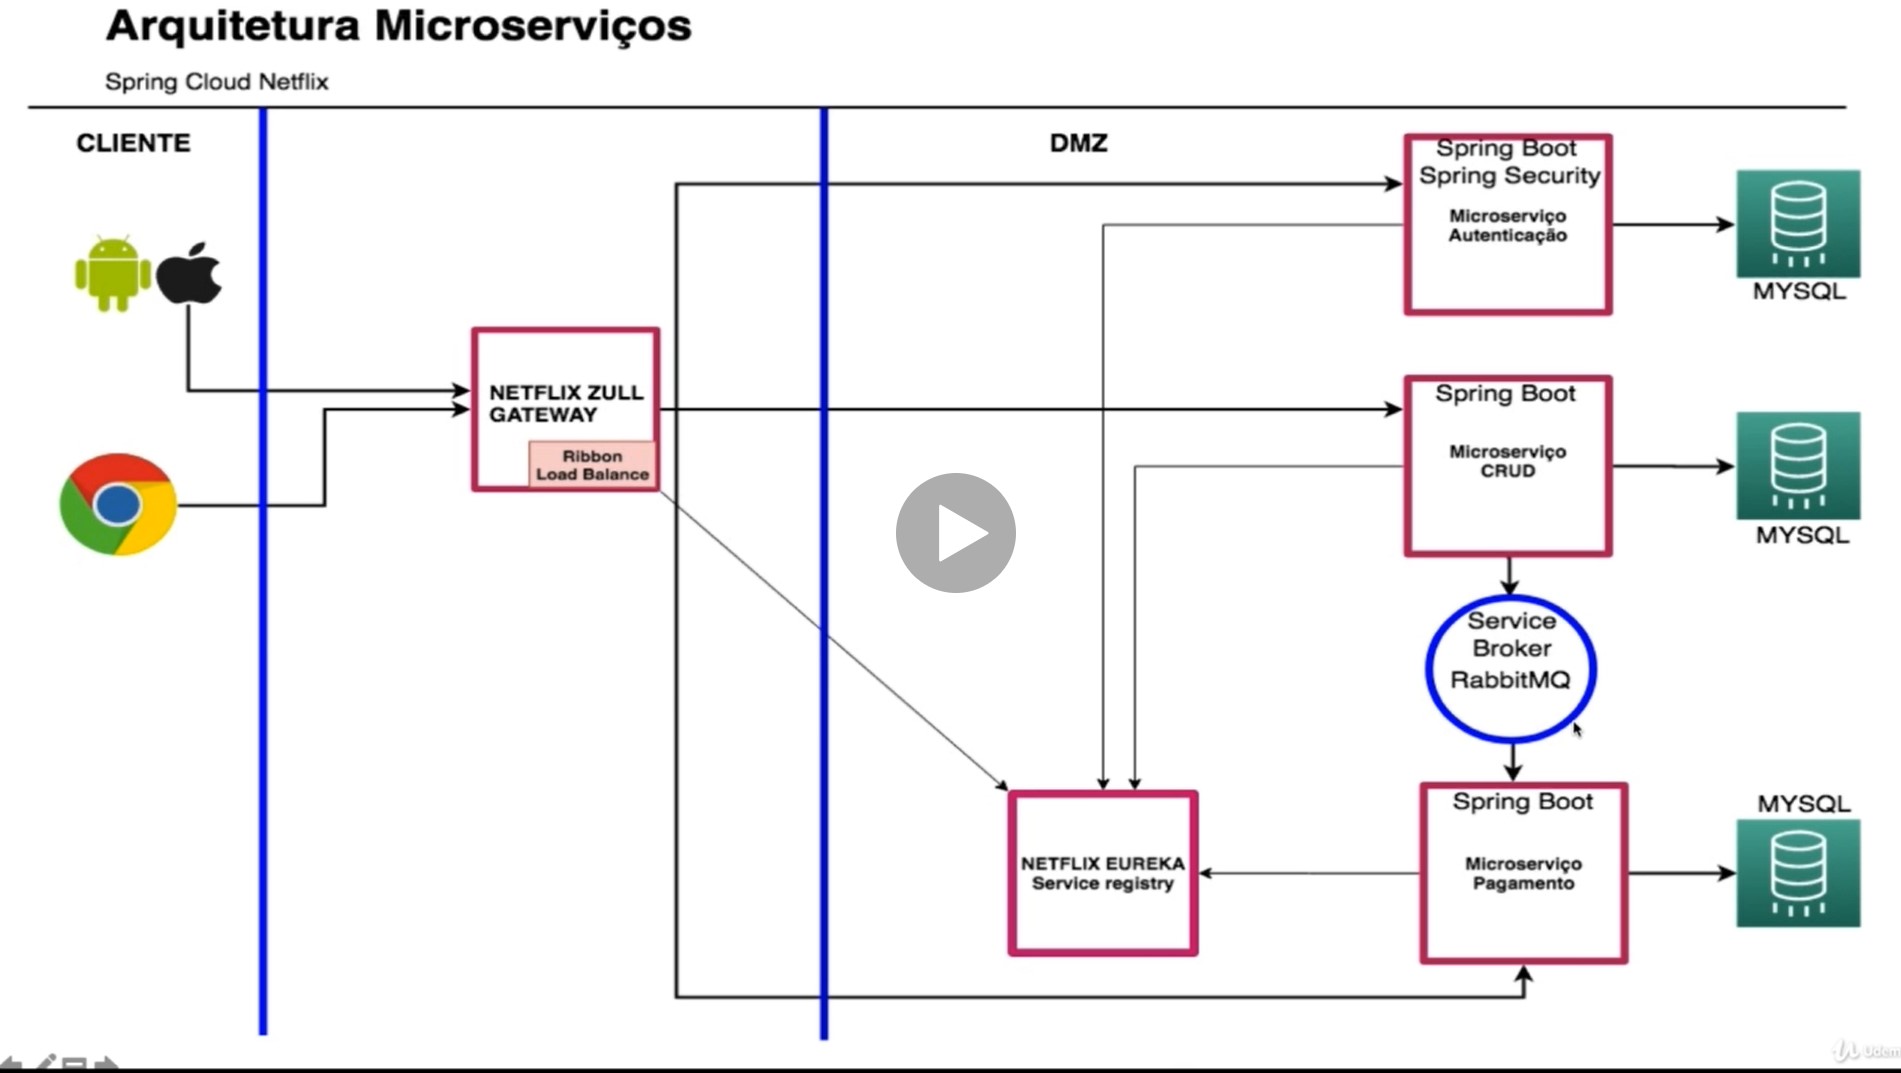 Arquitetura Microserviços
Spring Cloud Netflix
CLIENTE
DMZ
Spring Boot
Spring Security
Microserviço
Autenticação
MYSQL
NETFLIX ZULL
GATEWAY
Ribbon
Load Balance
Spring Boot
Microserviço
CRUD
MYSQL
Service
Broker
RabbitMQ
NETFLIX EUREKA
Service registry
Spring Boot
Microserviço
Pagamento
MYSQL